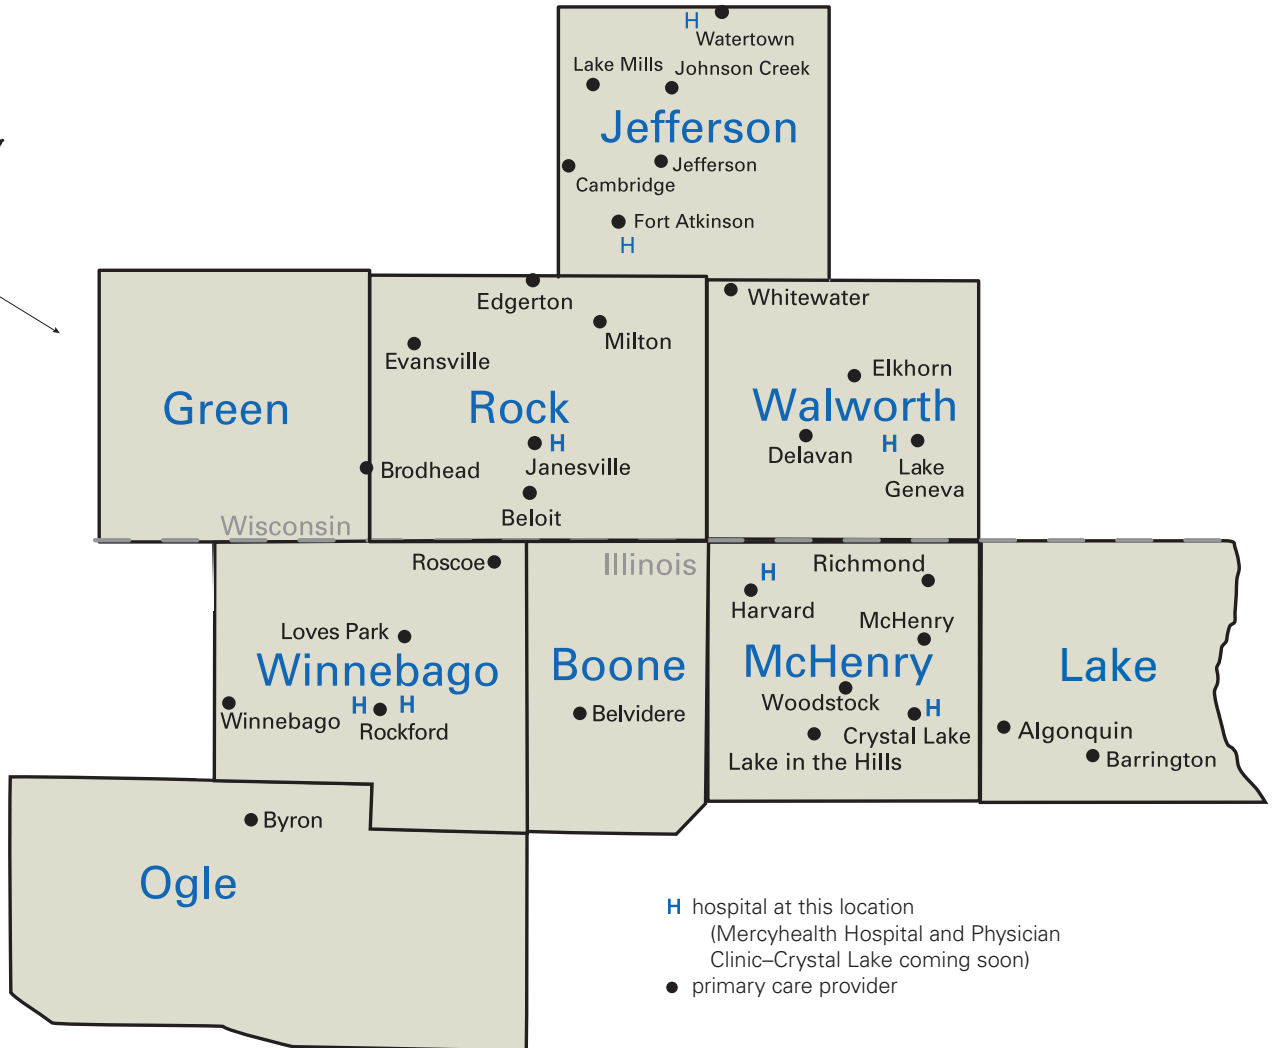 H
Watertown
Lake Mills
Johnson Creek
Jefferson
Jefferson
Cambridge
Fort Atkinson
H
Edgerton
Whitewater
Milton
Evansville
Elkhorn
Green
Rock
Walworth
H
H
Delavan
Janesville
Lake
Geneva
Brodhead
Beloit
Wisconsin
Illinois
Roscoe
H
Richmond
Harvard
McHenry
Loves Park
Winnebago
Boone
McHenry
Lake
Woodstock
H
H
H
Winnebago
Rockford
Belvidere
Crystal Lake
Algonquin
Lake in the Hills
Barrington
Byron
Ogle
H hospital at this location
(Mercyhealth Hospital and Physician
Clinic–Crystal Lake coming soon)
● primary care provider